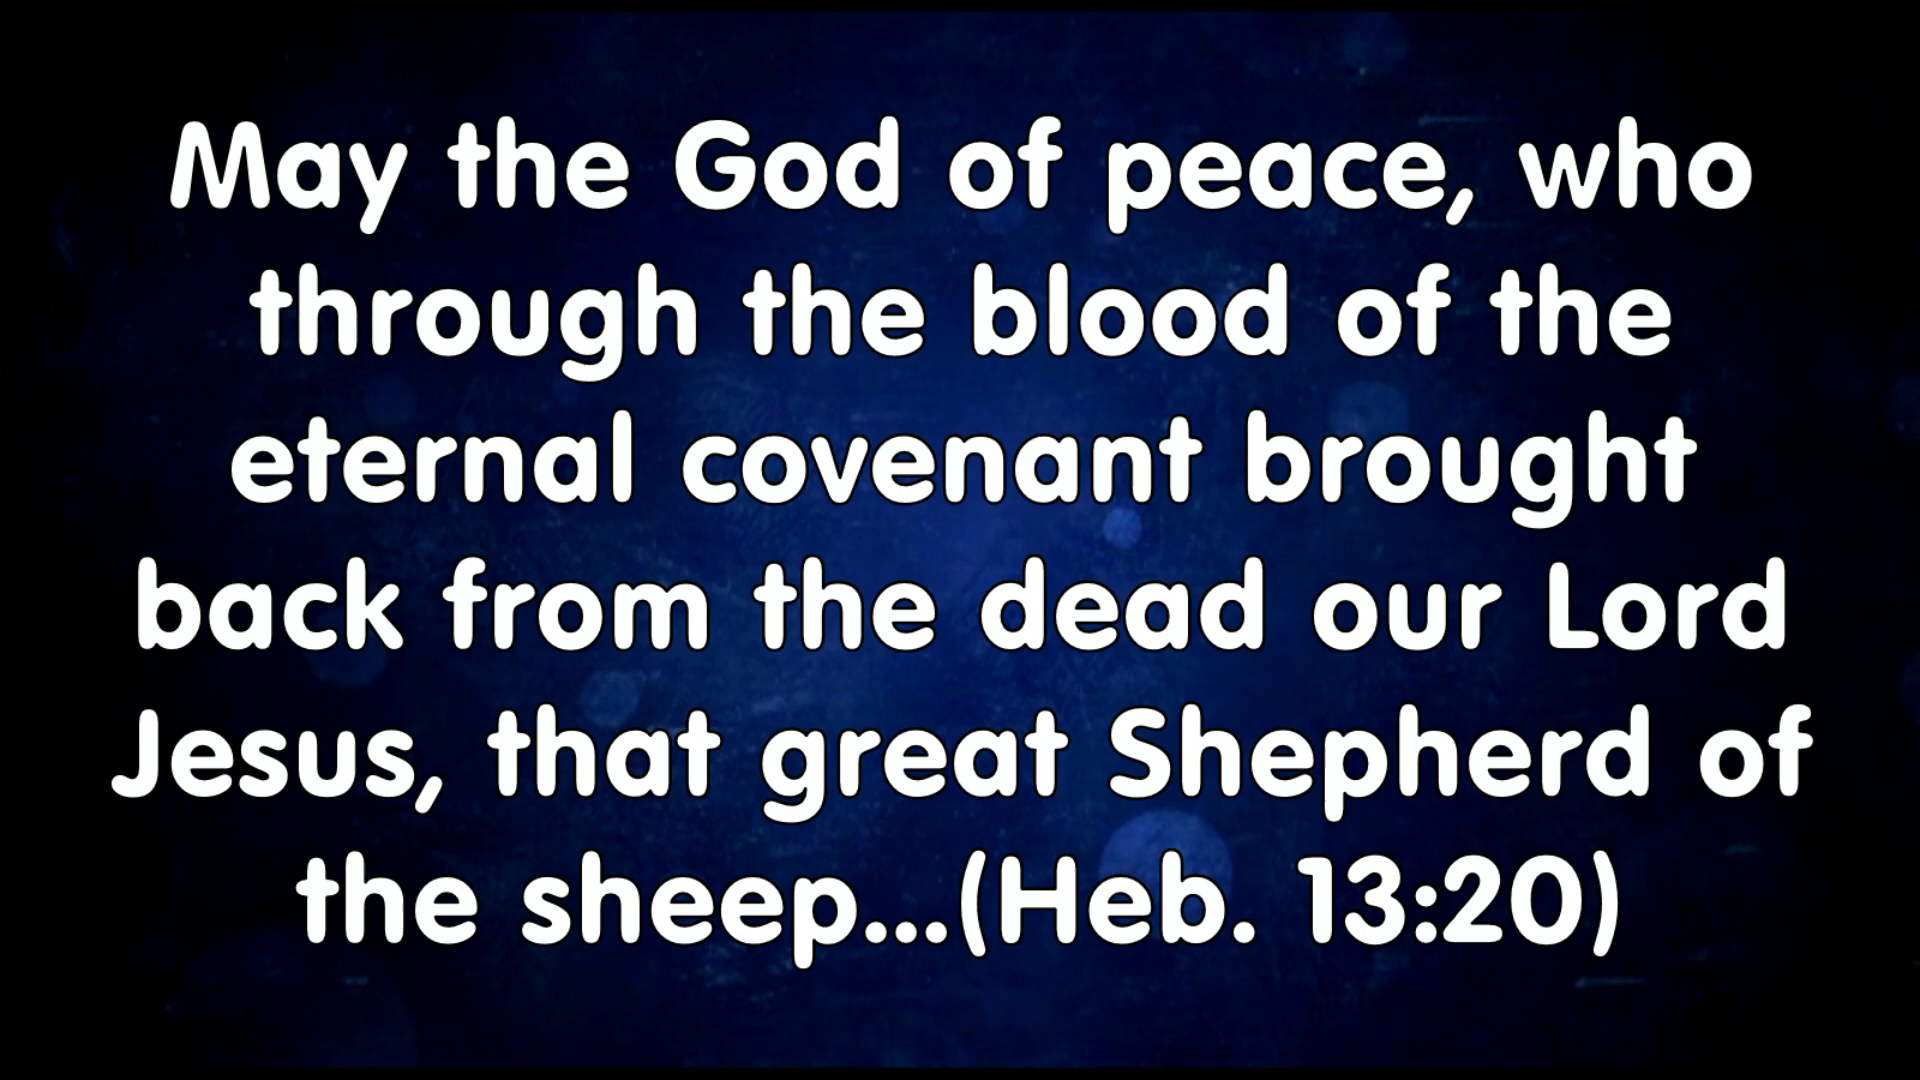 May the God of peace, who
through the blood of the
eternal covenant brought
back from the dead our Lord
Jesus, that great Shepherd of
the sheep...(Heb. 13:20)